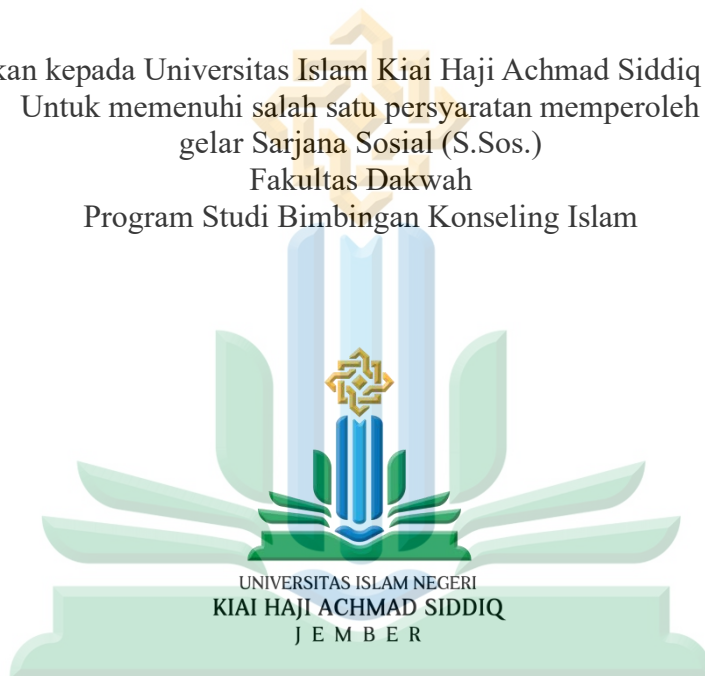 kan kepada Universitas Islam Kiai Haji Achmad Siddiq
Untuk memenuhi salah satu persyaratan memperoleh
gelar Sarjana Sosial (S.Sos.)
Fakultas Dakwah
Program Studi Bimbingan Konseling Islam
UNIVERSITAS ISLAM NEGERI
KIAI HAJI ACHMAD SIDDIQ
JEMBER